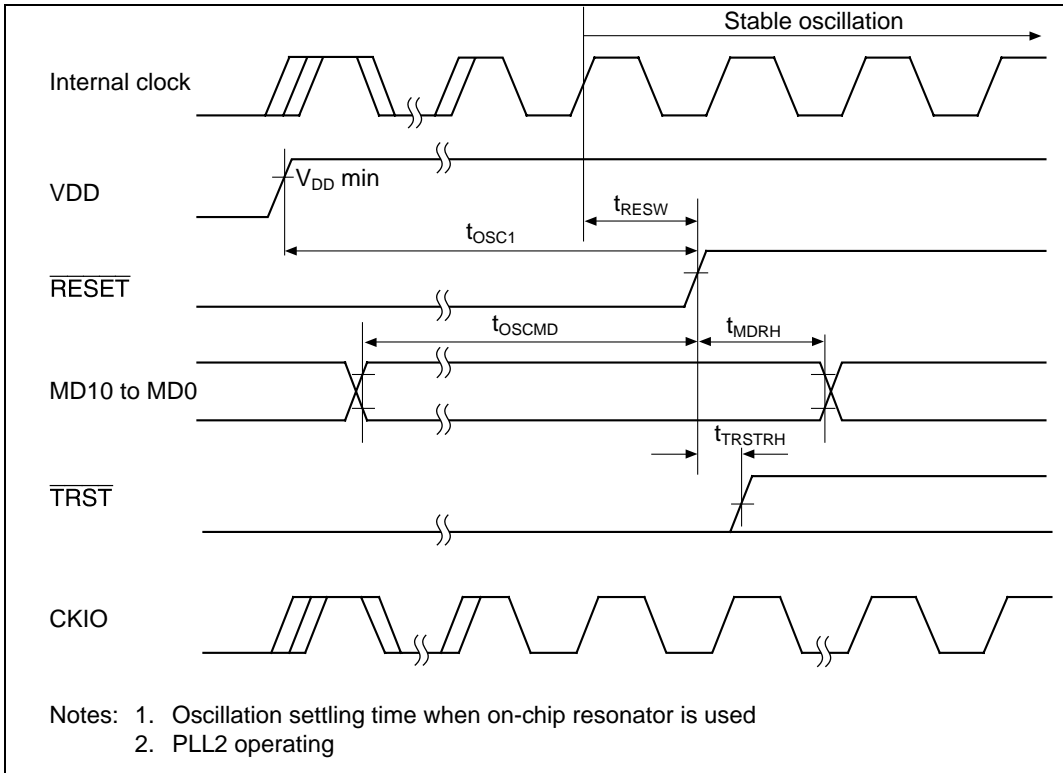 Stable oscillation
Internal clock
VDD
VDD min
tRESW
tOSC1
RESET
tOSCMD
tMDRH
MD10 to MD0
tTRSTRH
TRST
CKIO
Notes: 1. Oscillation settling time when on-chip resonator is used
2. PLL2 operating